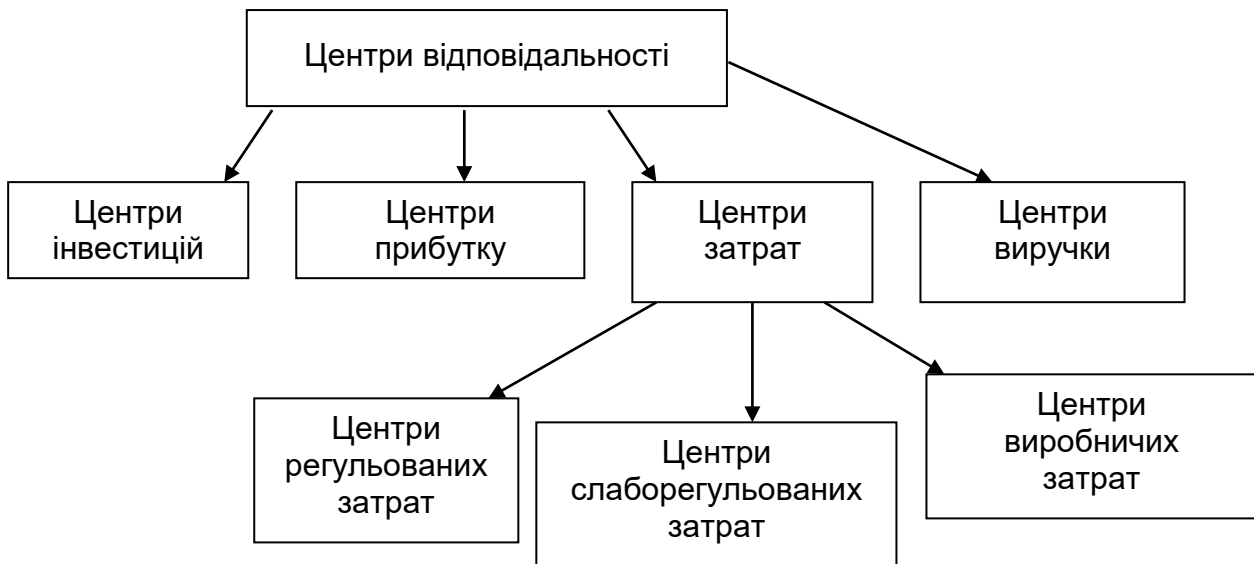 Центри відповідальності
Центри
інвестицій
Центри
прибутку
Центри
затрат
Центри
виручки
Центри
регульованих
затрат
Центри
слаборегульованих
затрат
Центри
виробничих
затрат